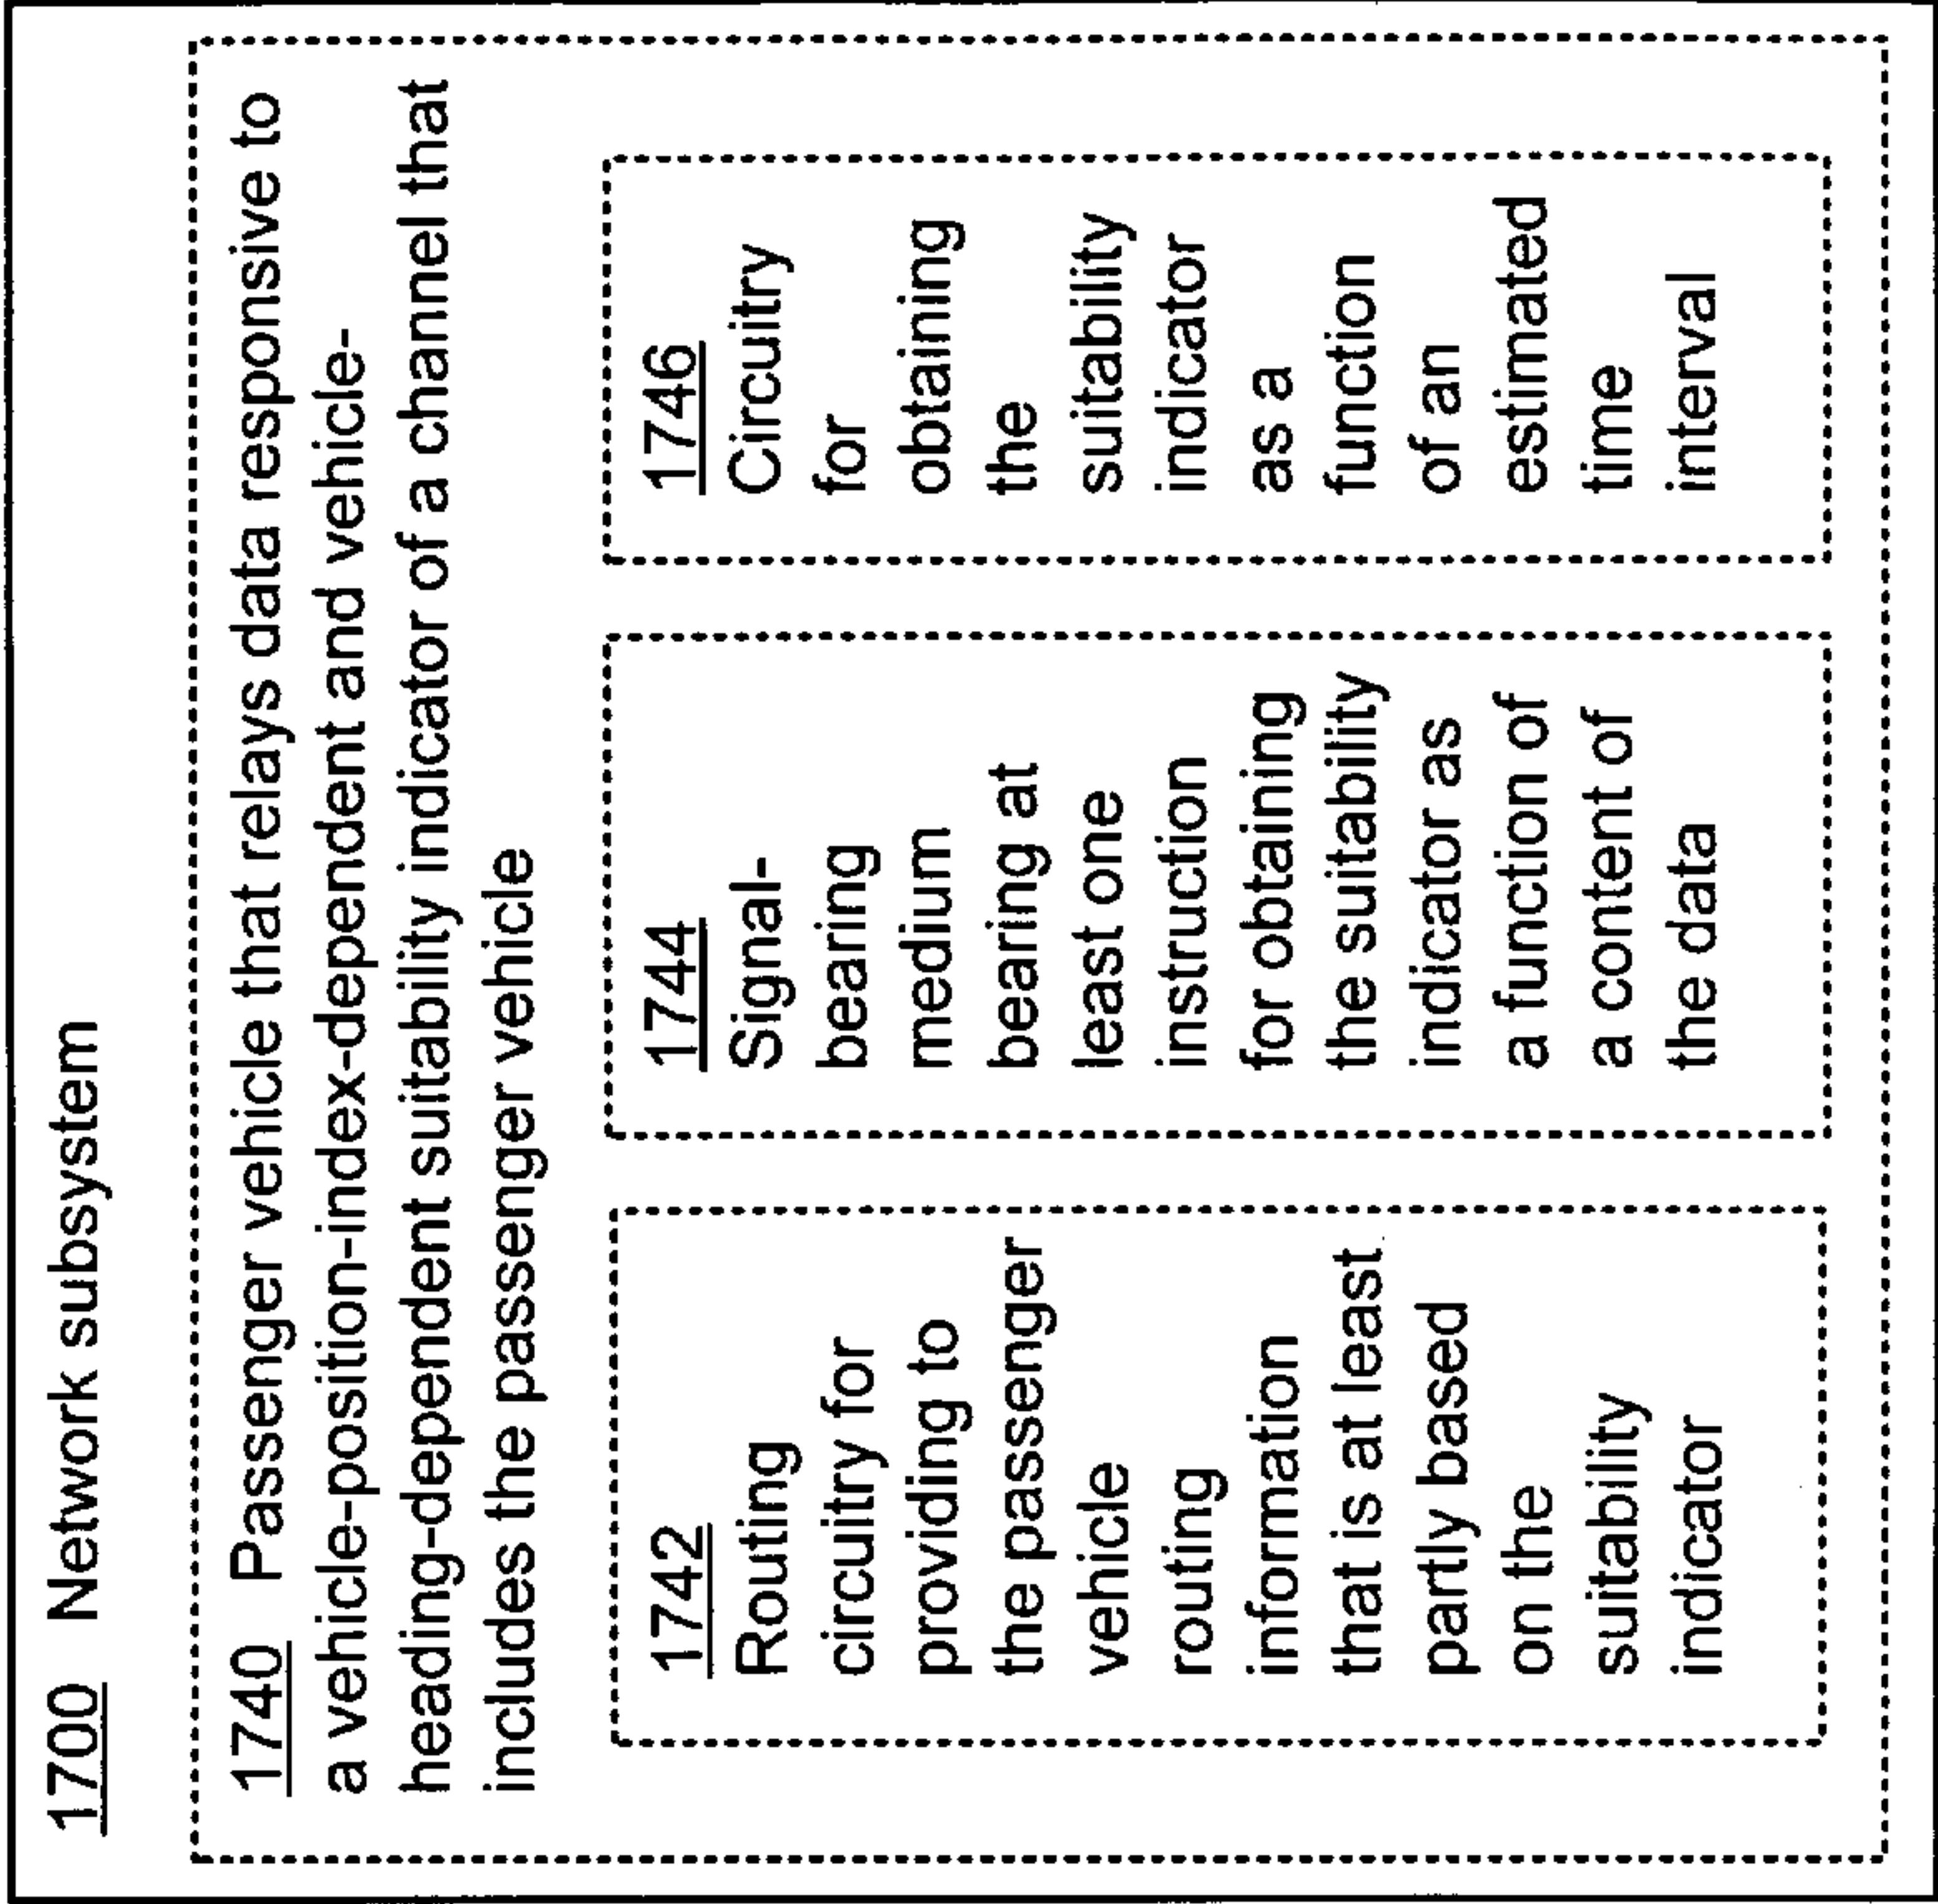 1700 Network subsystem
1740 Passenger vehicle that relays data responsive to
a vehicle-position-index-dependent and vehicle-
heading-dependent suitability indicator of a channel that
includes the passenger vehicle
1742
Routing
circuitry for
providing to
the passenger
vehicle
routing
information
that is at least
partly based
on the
suitability
indicator
1744
Signal-
bearing
medium
bearing at
least one
instruction
for obtaining
the suitability
indicator as
a function of
a content of
the data
1746
Circuitry
for
obtaining
the
suitability
indicator
as a
function
of an
estimated
time
interval